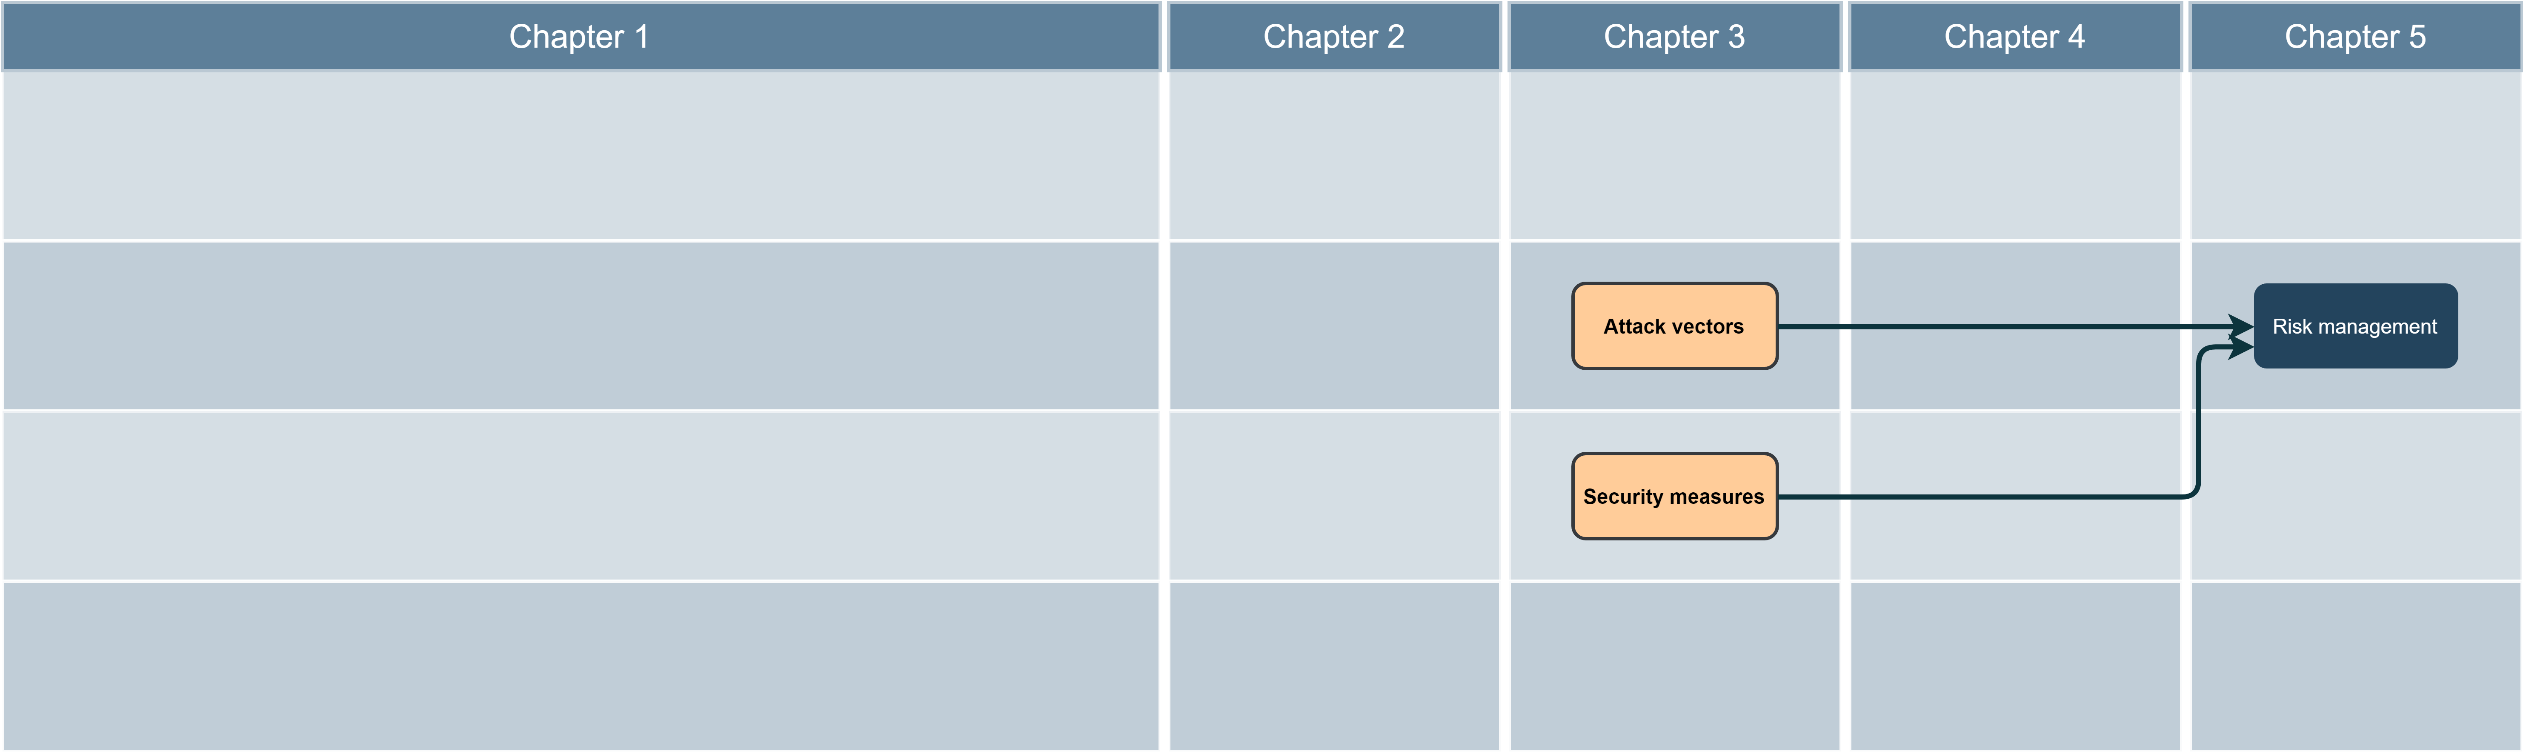 Chapter 1
Chapter 2
Chapter 3
Chapter 4
Chapter 5
Attack vectors
Risk management
Security measures